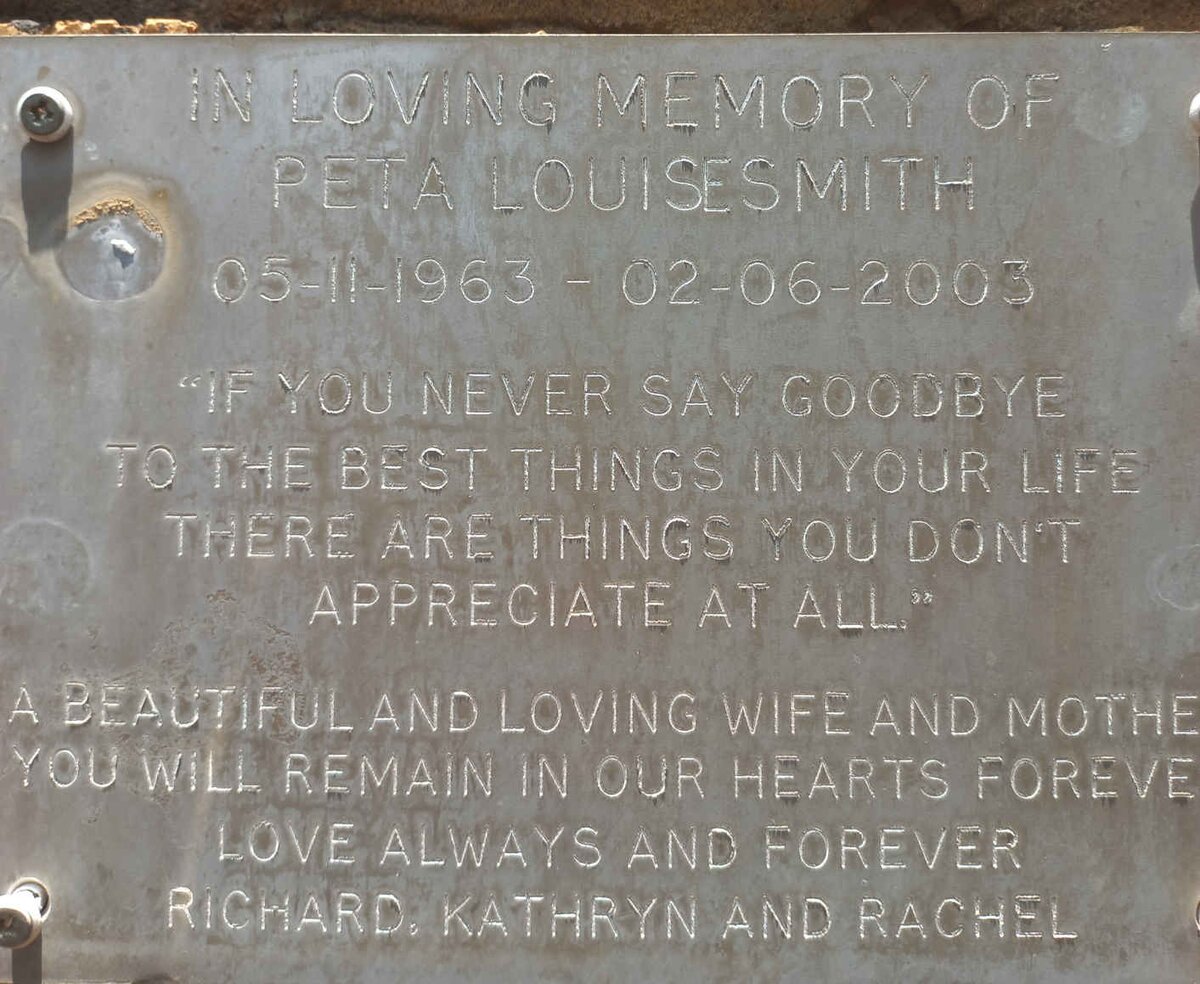 IN LOVING MEMORY OF
PETA LOUISESMITH
05-11-1963 - 02-06-2003
“IF YOU NEVER SAY GOODBYE
TO THE BEST THINGS IN YOUR LIFE
THERE ARE THINGS YOU DON'T
APPRECIATE AT ALL.”
A BEAUTIFUL AND LOVING WIFE AND MOTHE
YOU WILL REMAIN IN OUR HEARTS FOREVE
LOVE ALWAYS AND FOREVER
RICHARD, KATHRYN AND RACHEL